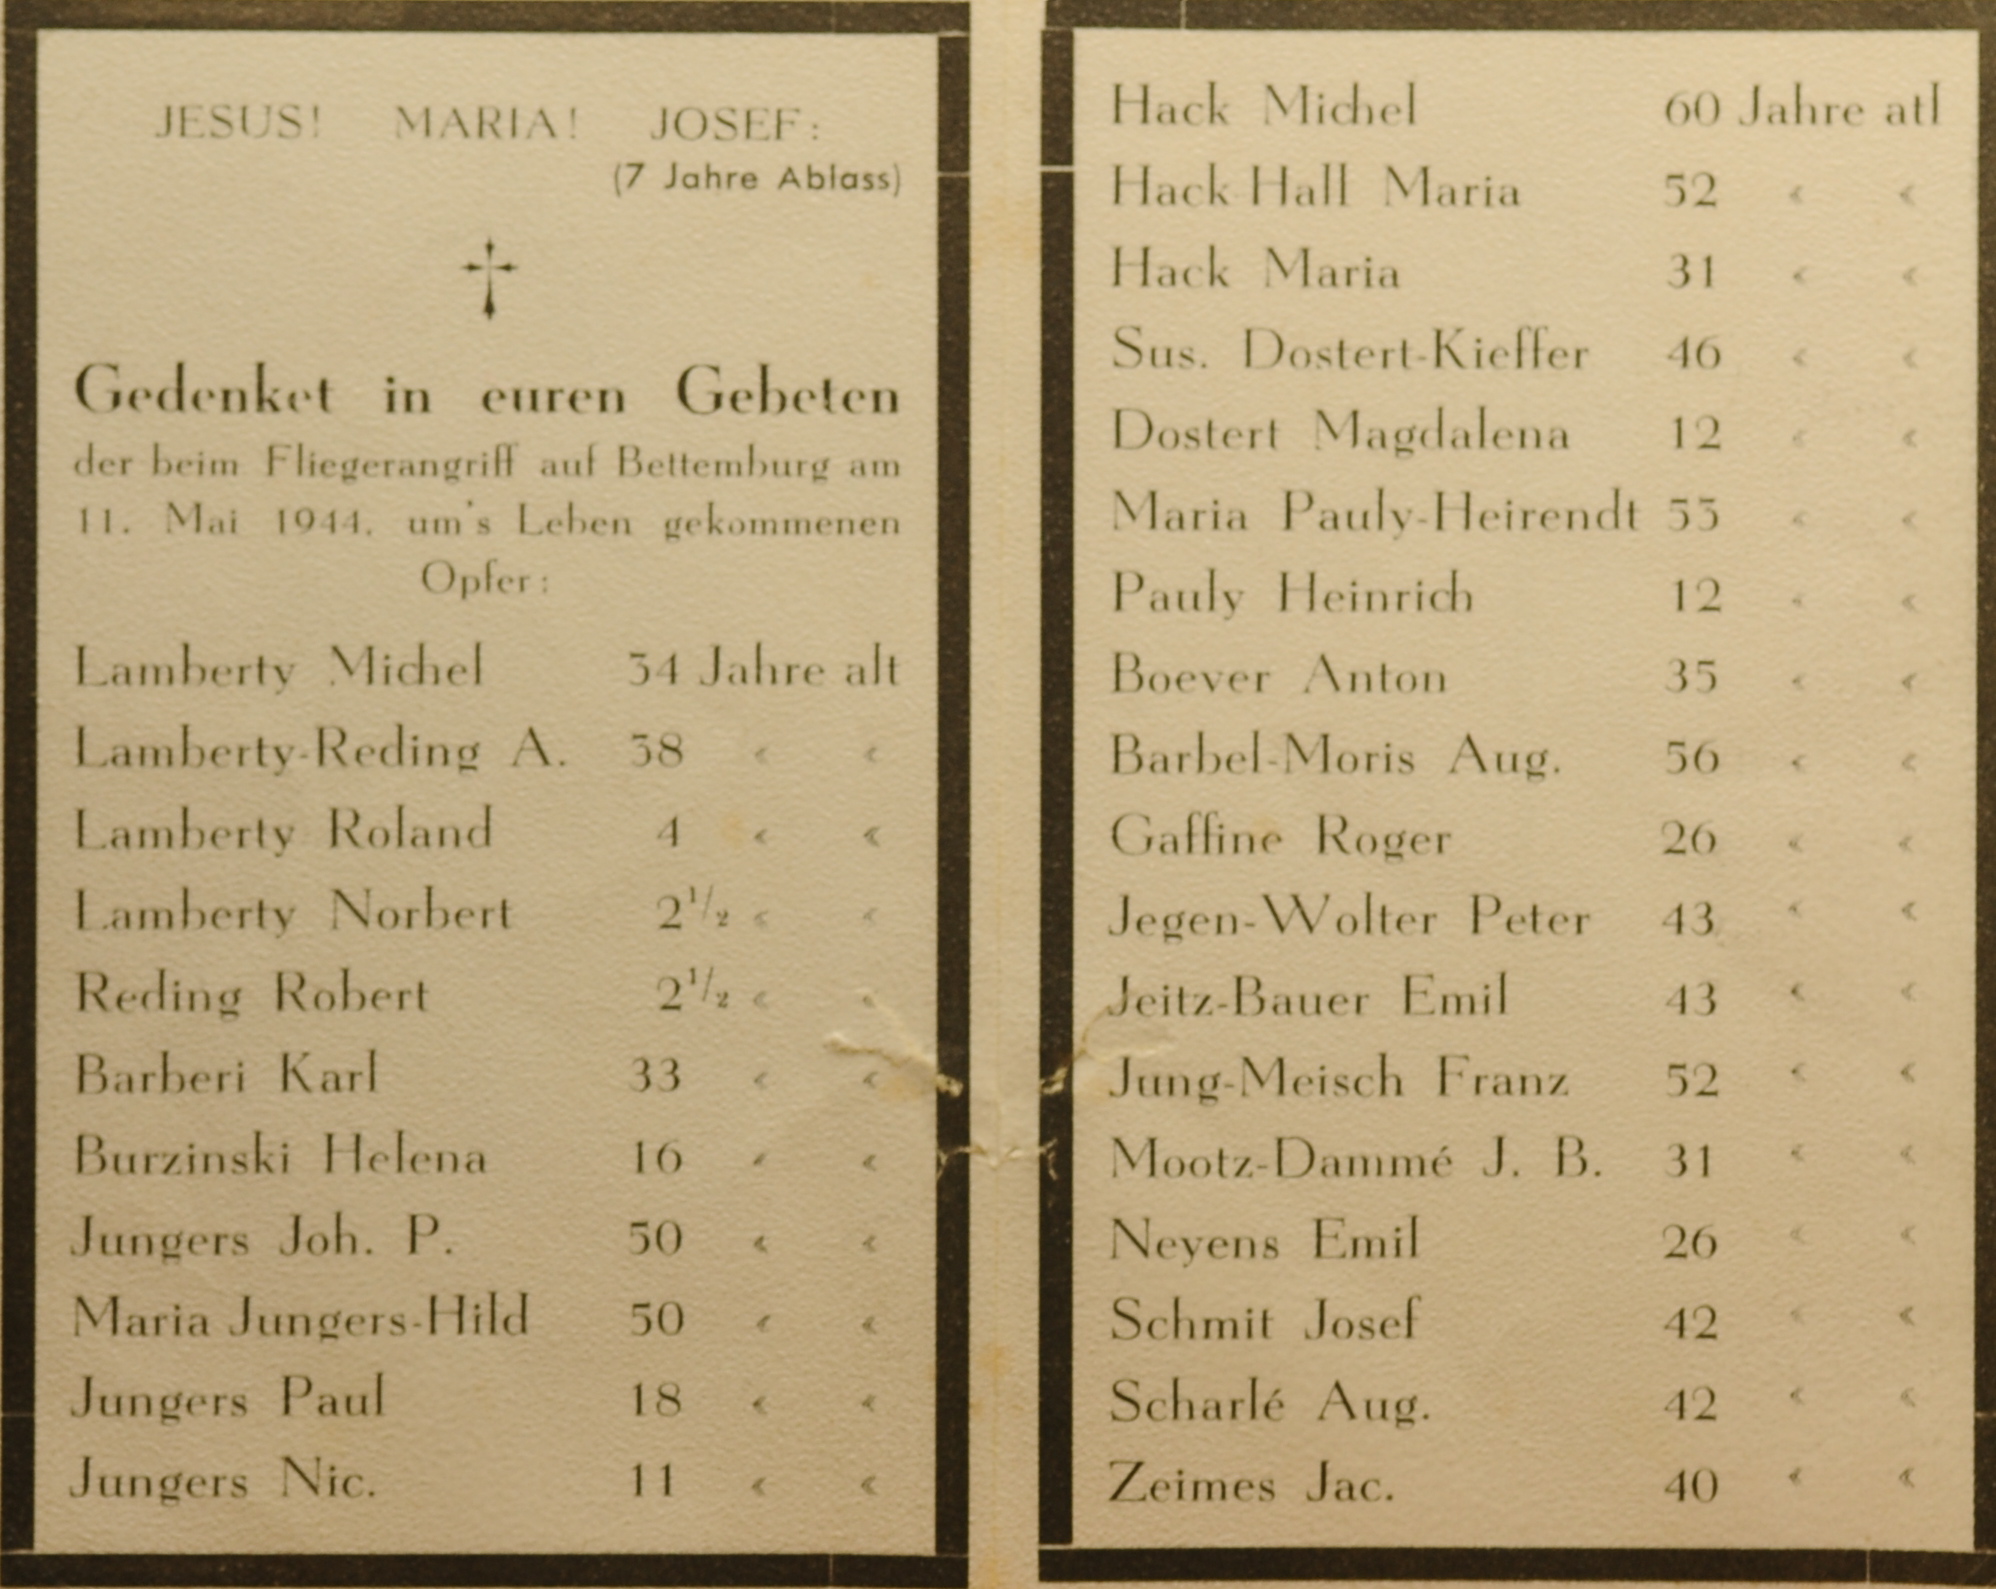 JESUS! MARIA! JOSEF:
(7 Jahre Ablass)
Gedenket in euren Gebeten
der beim Fliegerangriff auf Bettemburg am
11. Mai 1944. um's Leben gekommenen
Opfer:
Lamberty Michel 34 Jahre alt
Lamberty-Reding A. 38 « «
Lamberty Roland 4 « «
Lamberty Norbert 2 1/2 « «
Reding Robert 2 1/2 « «
Barberi Karl 33 « «
Burzinski Helena 16 « «
Jungers Joh. P. 50 « «
Maria Jungers-Hild 50 « «
Jungers Paul 18 « «
Jungers Nic. 11 « «
Hack Michel 60 Jahre atl
Hack-Hall Maria 52 « «
Hack Maria 31 « «
Sus. Dostert-Kieffer 46 « «
Dostert Magdalena 12 « «
Maria Pauly-Heirendt 53 « «
Pauly Heinrich 12 « «
Boever Anton 35 « «
Barbel-Moris Aug. 56 « «
Gaffine Roger 26 « «
Jegen-Wolter Peter 43 « «
Jeitz-Bauer Emil 43 « «
Jung-Meisch Franz 52 « «
Mootz-Dammé J. B. 31 « «
Neyens Emil 26 « «
Schmit Josef 42 « «
Scharlé Aug. 42 « «
Zeimes Jac. 40 « «